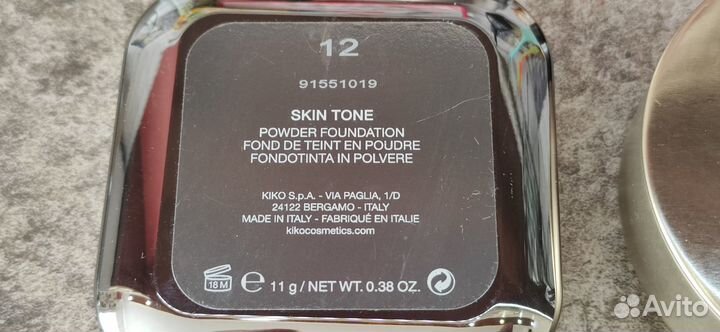 12
91551019
SKIN TONE
POWDER FOUNDATION
FOND DE TEINT EN POUDRE
FONDOTINTA IN POLVERE
KIKO S.p.A. - VIA PAGLIA, 1/D
24122 BERGAMO - ITALY
MADE IN ITALY - FABRIQUÉ EN ITALIE
kikocosmetics.com
18 M ℮ 11 g / NET WT. 0.38 OZ.
Avito